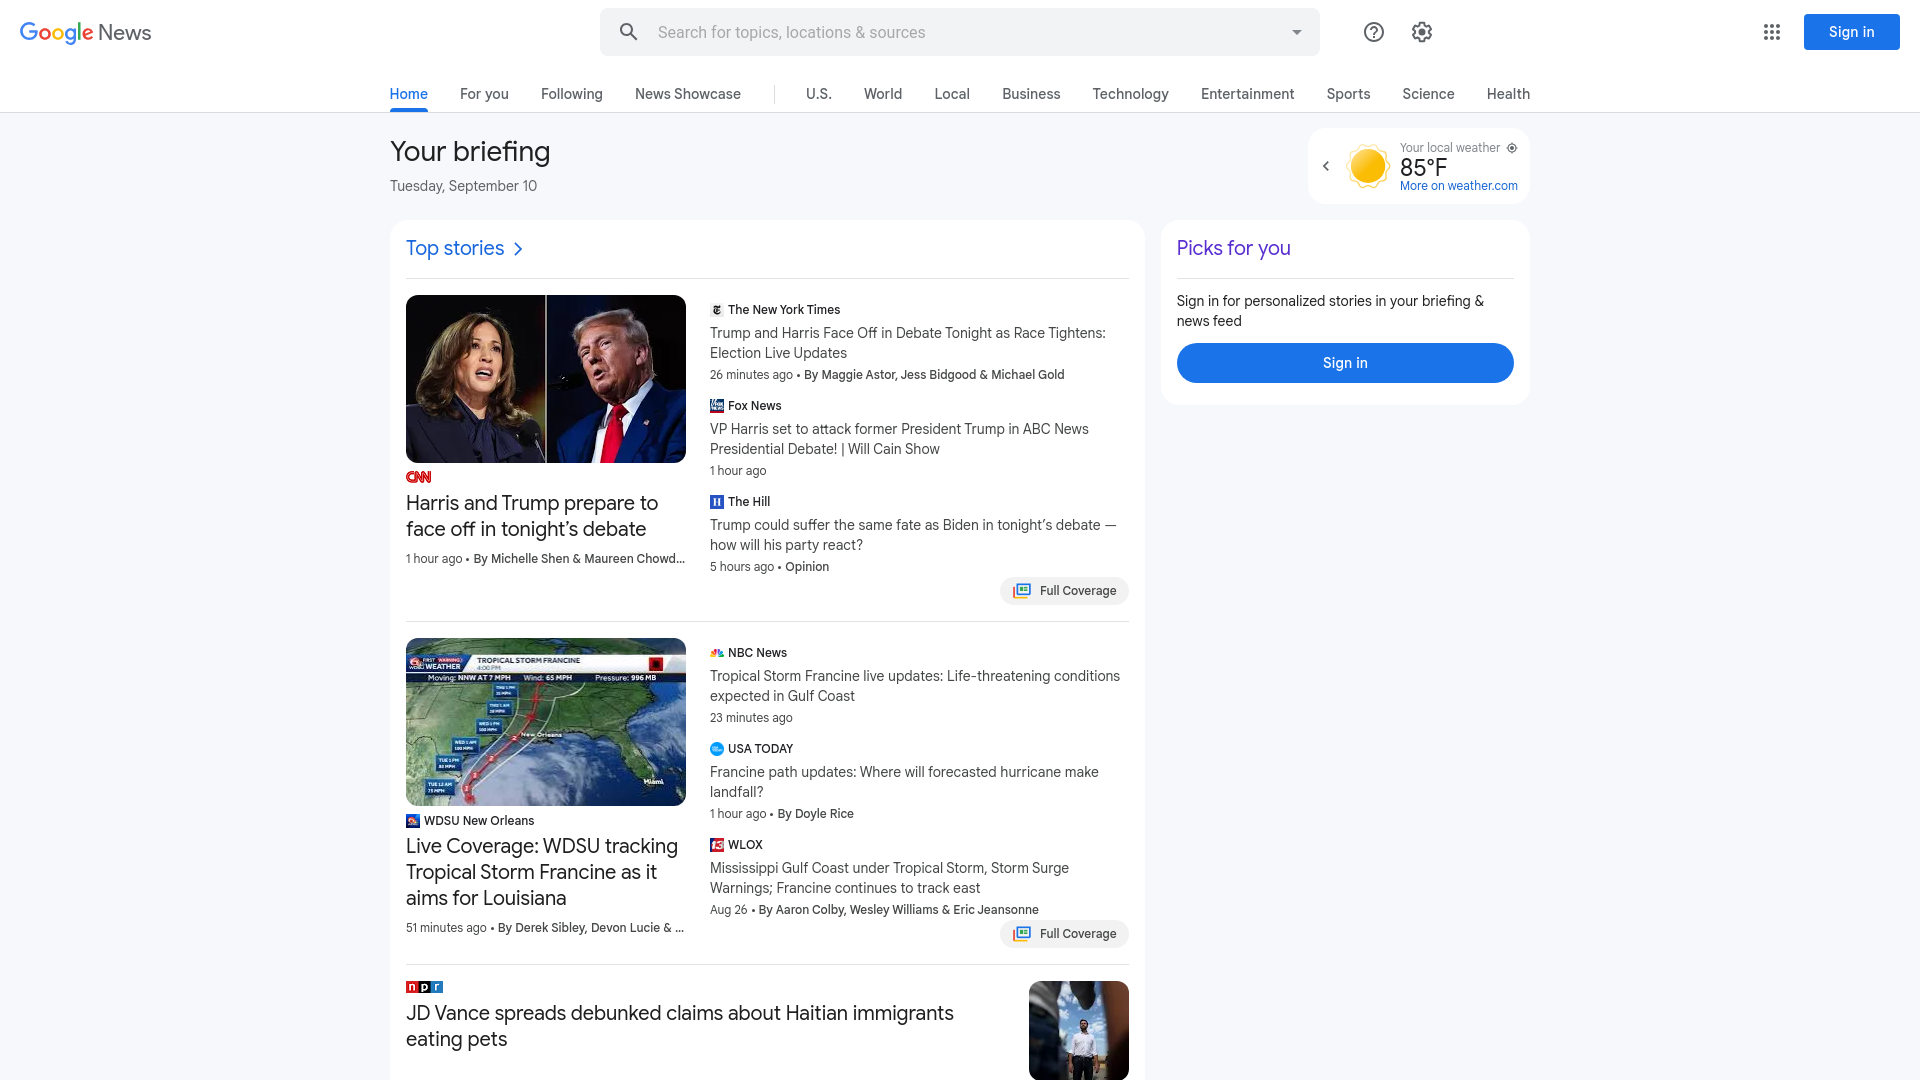 Google News
Search for topics, locations & sources
Sign in
Home
For you
Following
News Showcase
U.S.
World
Local
Business
Technology
Entertainment
Sports
Science
Health
Your briefing
Tuesday, September 10
Your local weather
85°F
More on weather.com
Top stories
CNN
Harris and Trump prepare to
face off in tonight’s debate
1 hour ago • By Michelle Shen & Maureen Chowd...
The New York Times
Trump and Harris Face Off in Debate Tonight as Race Tightens:
Election Live Updates
26 minutes ago • By Maggie Astor, Jess Bidgood & Michael Gold
Fox News
VP Harris set to attack former President Trump in ABC News
Presidential Debate! | Will Cain Show
1 hour ago
The Hill
Trump could suffer the same fate as Biden in tonight’s debate —
how will his party react?
5 hours ago • Opinion
Full Coverage
FIRST WARNING
WEATHER
TROPICAL STORM FRANCINE
4:00 PM
Moving: NNW AT 7 MPH Wind: 65 MPH Pressure: 996 MB
New Orleans
Miami
WDSU New Orleans
Live Coverage: WDSU tracking
Tropical Storm Francine as it
aims for Louisiana
51 minutes ago • By Derek Sibley, Devon Lucie & ...
NBC News
Tropical Storm Francine live updates: Life-threatening conditions
expected in Gulf Coast
23 minutes ago
USA TODAY
Francine path updates: Where will forecasted hurricane make
landfall?
1 hour ago • By Doyle Rice
WLOX
Mississippi Gulf Coast under Tropical Storm, Storm Surge
Warnings; Francine continues to track east
Aug 26 • By Aaron Colby, Wesley Williams & Eric Jeansonne
Full Coverage
npr
JD Vance spreads debunked claims about Haitian immigrants
eating pets
Picks for you
Sign in for personalized stories in your briefing &
news feed
Sign in